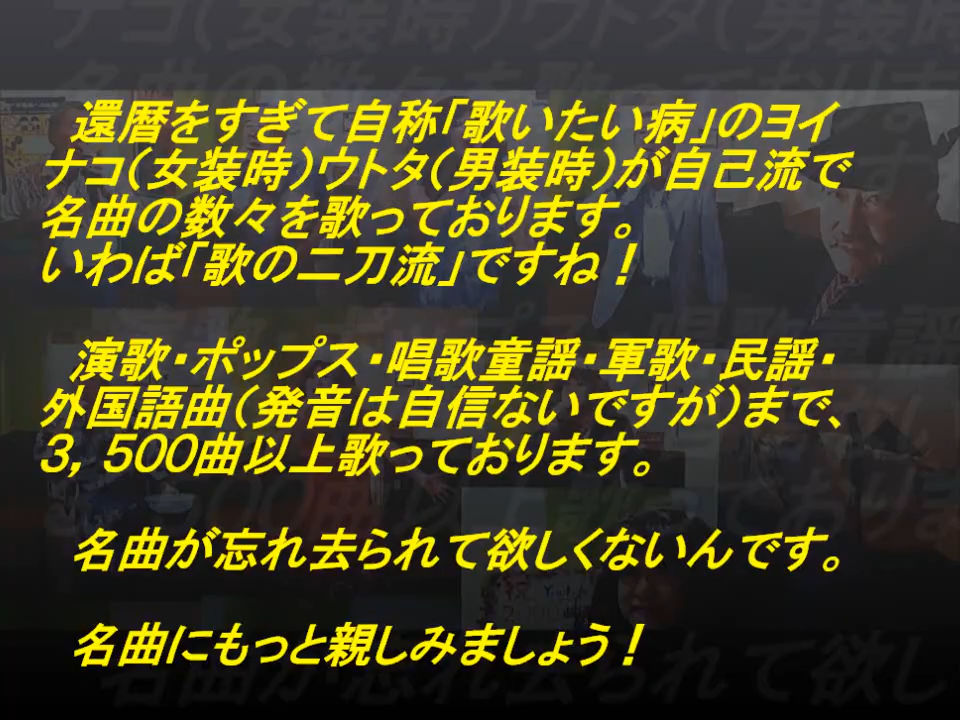 還暦をすぎて自称「歌いたい病」のヨイ
ナコ（女装時）ウトタ（男装時）が自己流で
名曲の数々を歌っております。
いわば「歌の二刀流」ですね！
演歌・ポップス・唱歌童謡・軍歌・民謡・
外国語曲（発音は自信ないですが）まで、
３，５００曲以上歌っております。
名曲が忘れ去られて欲しくないんです。
名曲にもっと親しみましょう！